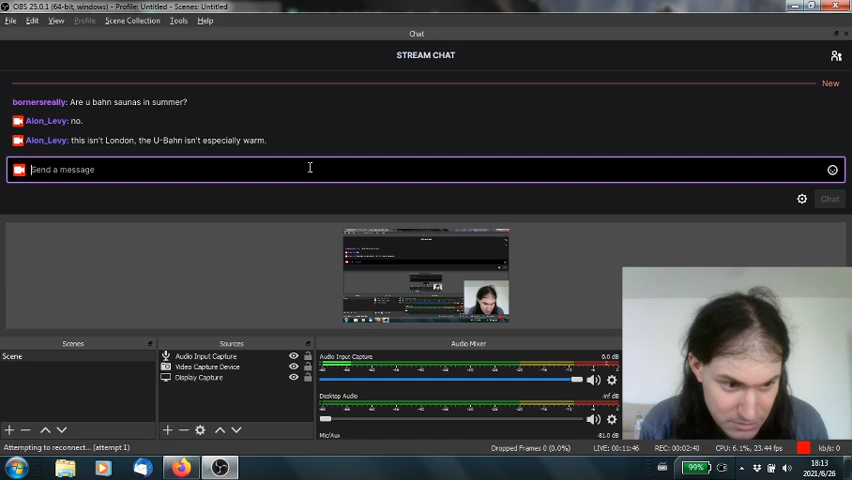 OBS 25.0.1 (64-bit, windows) - Profile: Untitled - Scenes: Untitled
File Edit View Profile Scene Collection Tools Help
Chat
STREAM CHAT
New
bornersreally: Are u bahn saunas in summer?
Alon_Levy: no.
Alon_Levy: this isn't London, the U-Bahn isn't especially warm.
Send a message
Chat
Scenes Sources Audio Mixer
Scene
Audio Input Capture
Video Capture Device
Display Capture
Audio Input Capture 0.0 dB
Desktop Audio -inf dB
Mic/Aux -81.0 dB
Attempting to reconnect... (attempt 1) Dropped Frames 0 (0.0%) LIVE: 00:11:46 REC: 00:02:40 CPU: 6.1%, 23.44 fps kb/s: 0
99%
18:13
2021/6/26